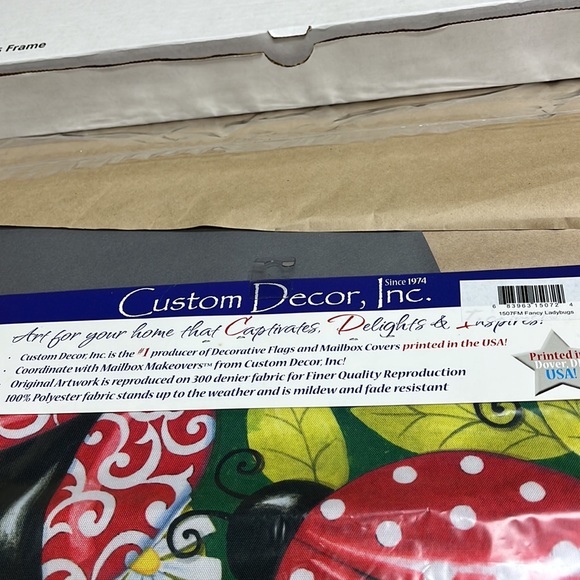 s Frame
Since 1974
Custom Decor, Inc.
6 83963 15072 4
1507FM Fancy Ladybugs
Art for your home that Captivates, Delights & Inspires!
· Custom Decor, Inc. is the #1 producer of Decorative Flags and Mailbox Covers printed in the USA!
· Coordinate with Mailbox Makeovers™ from Custom Decor, Inc!
· Original Artwork is reproduced on 300 denier fabric for Finer Quality Reproduction
100% Polyester fabric stands up to the weather and is mildew and fade resistant
Printed in
Dover, D
USA!